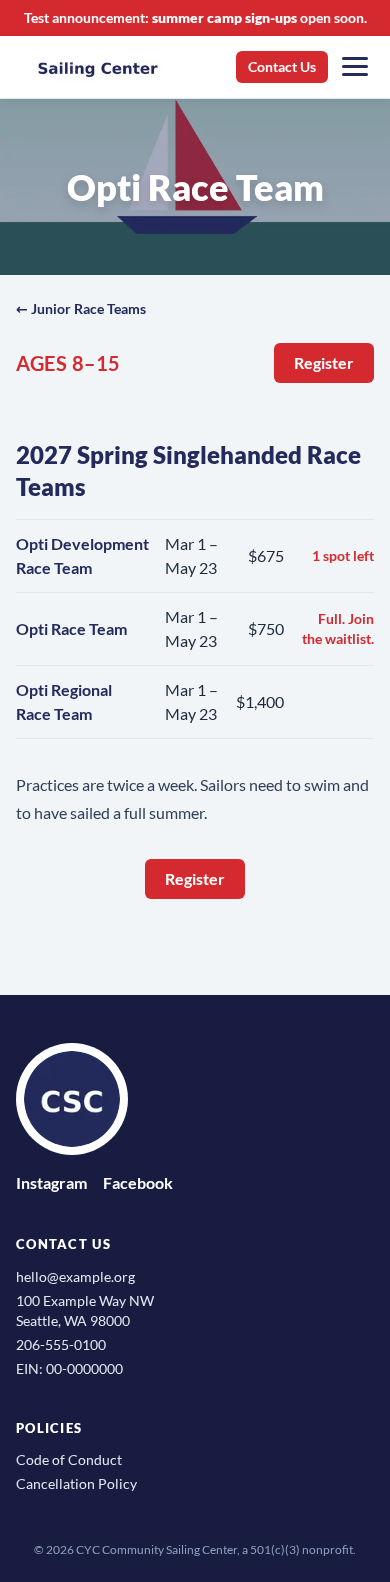 Test announcement: summer camp sign-ups open soon.
Sailing Center
Contact Us
Opti Race Team
← Junior Race Teams
AGES 8–15
Register
2027 Spring Singlehanded Race
Teams
Opti Development
Race Team
Mar 1 –
May 23
$675
1 spot left
Opti Race Team
Mar 1 –
May 23
$750
Full. Join
the waitlist.
Opti Regional
Race Team
Mar 1 –
May 23
$1,400
Practices are twice a week. Sailors need to swim and
to have sailed a full summer.
Register
CSC
Instagram Facebook
CONTACT US
hello@example.org
100 Example Way NW
Seattle, WA 98000
206-555-0100
EIN: 00-0000000
POLICIES
Code of Conduct
Cancellation Policy
© 2026 CYC Community Sailing Center, a 501(c)(3) nonprofit.